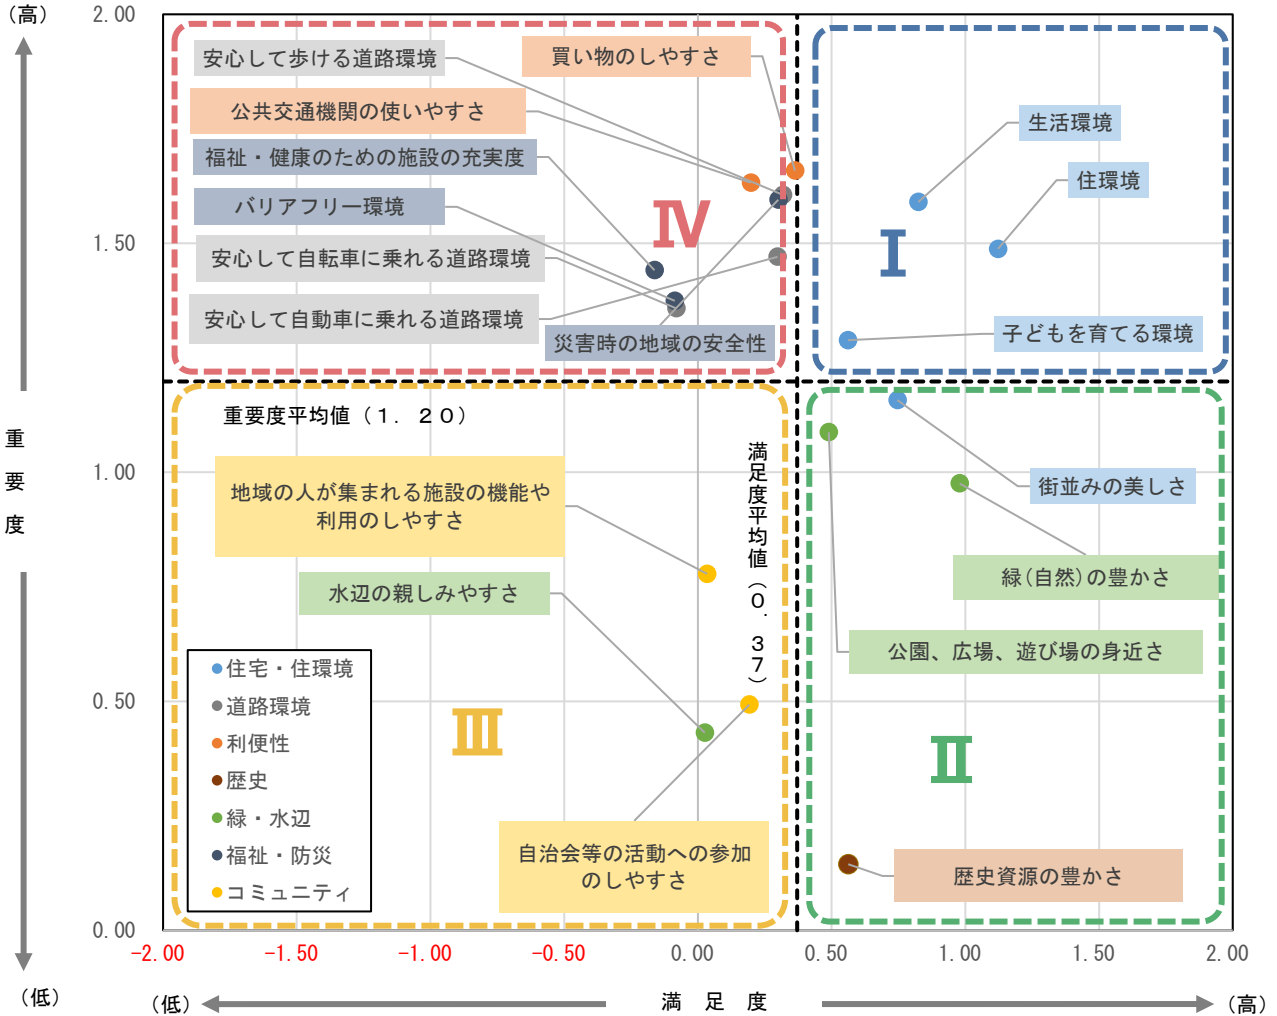 （高）
2.00
安心して歩ける道路環境
買い物のしやすさ
公共交通機関の使いやすさ
生活環境
福祉・健康のための施設の充実度
住環境
バリアフリー環境
Ⅳ
Ⅰ
1.50
安心して自転車に乗れる道路環境
安心して自動車に乗れる道路環境
災害時の地域の安全性
子どもを育てる環境
重要度平均値（1．20）
重要度
満足度平均値（0．37）
1.00
地域の人が集まれる施設の機能や
利用のしやすさ
街並みの美しさ
水辺の親しみやすさ
緑(自然)の豊かさ
公園、広場、遊び場の身近さ
住宅・住環境
道路環境
利便性
歴史
緑・水辺
福祉・防災
コミュニティ
0.50
Ⅲ
Ⅱ
自治会等の活動への参加
のしやすさ
歴史資源の豊かさ
0.00
-2.00 -1.50 -1.00 -0.50 0.00 0.50 1.00 1.50 2.00
（低）
（低） 満足度 （高）